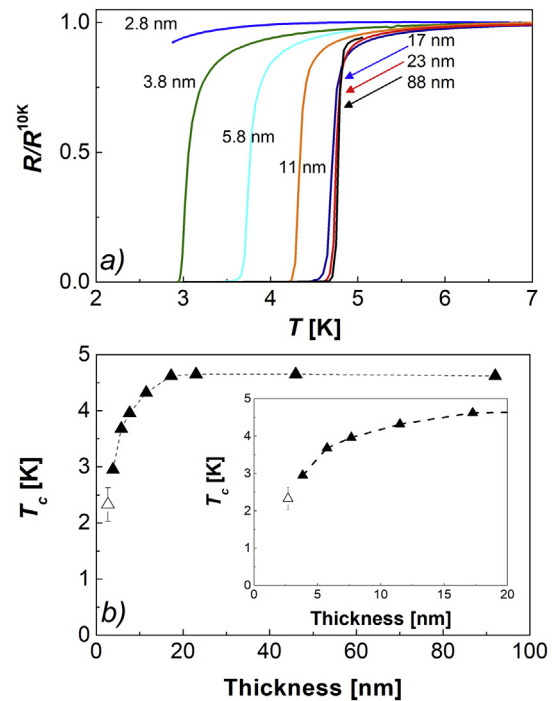 1.0
2.8 nm
17 nm
3.8 nm
23 nm
88 nm
R/R^10K
0.5
5.8 nm
11 nm
a)
0.0
2 3 4 5 6 7
T [K]
5
4
3
2
1
0
T_c [K]
b)
5
4
3
2
1
0
T_c [K]
0 5 10 15 20
Thickness [nm]
0 20 40 60 80 100
Thickness [nm]